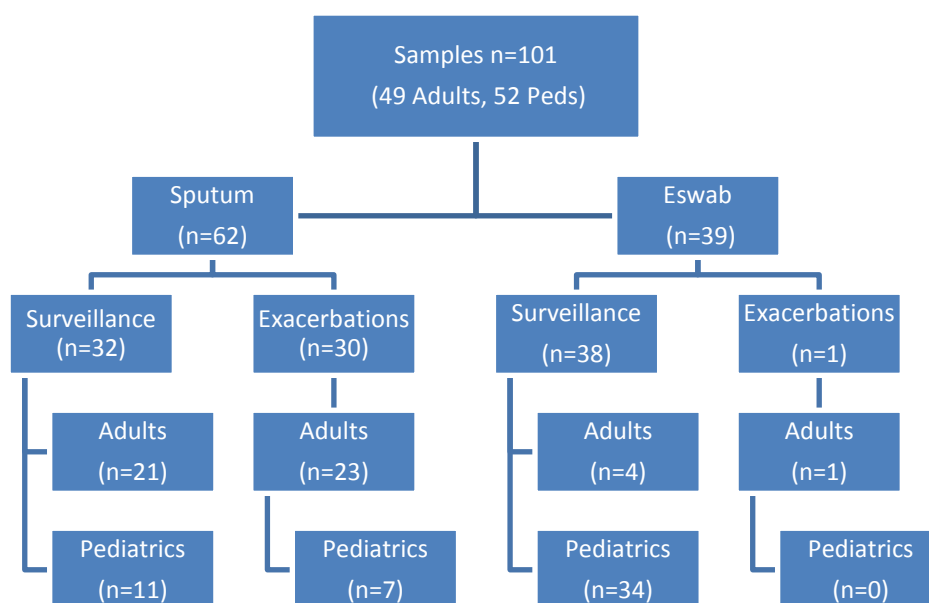 Samples n=101
(49 Adults, 52 Peds)
Sputum
(n=62)
Eswab
(n=39)
Surveillance
(n=32)
Exacerbations
(n=30)
Surveillance
(n=38)
Exacerbations
(n=1)
Adults
(n=21)
Adults
(n=23)
Adults
(n=4)
Adults
(n=1)
Pediatrics
(n=11)
Pediatrics
(n=7)
Pediatrics
(n=34)
Pediatrics
(n=0)